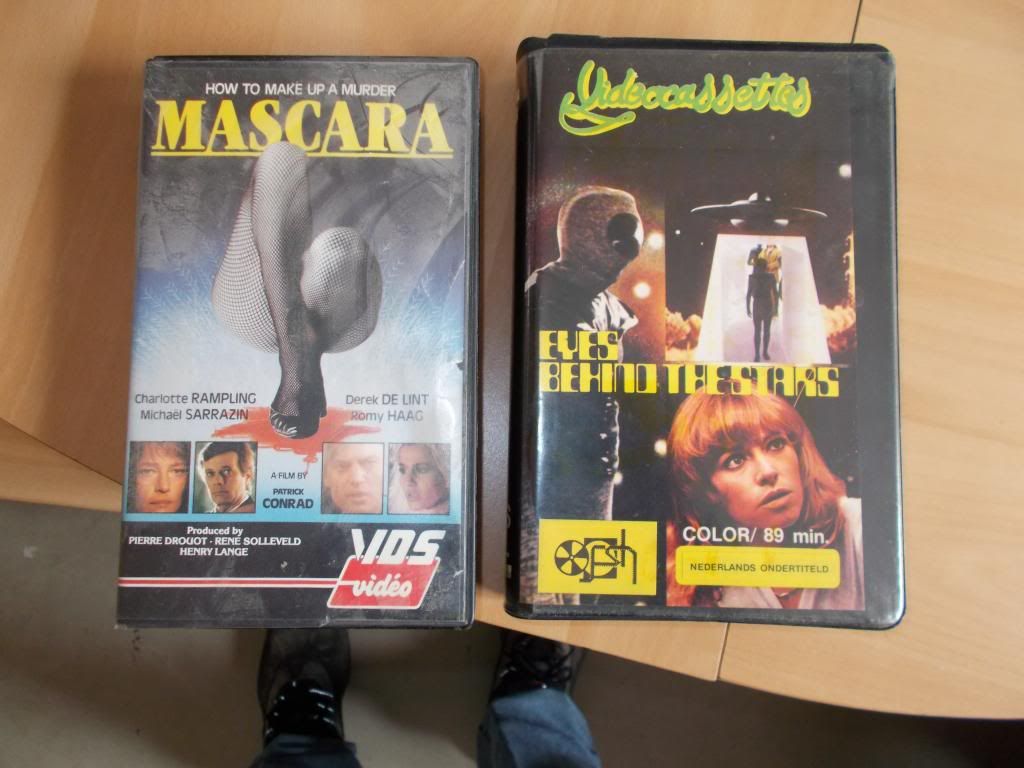 HOW TO MAKE UP A MURDER
MASCARA
Charlotte RAMPLING
Michaël SARRAZIN
Derek DE LINT
Romy HAAG
A FILM BY
PATRICK
CONRAD
Produced by
PIERRE DROUOT - RENÉ SOLLEVELD
HENRY LANGE
V.D.S
vidéo
Videocassettes
EYES
BEHIND THE STARS
COLOR/ 89 min.
NEDERLANDS ONDERTITELD